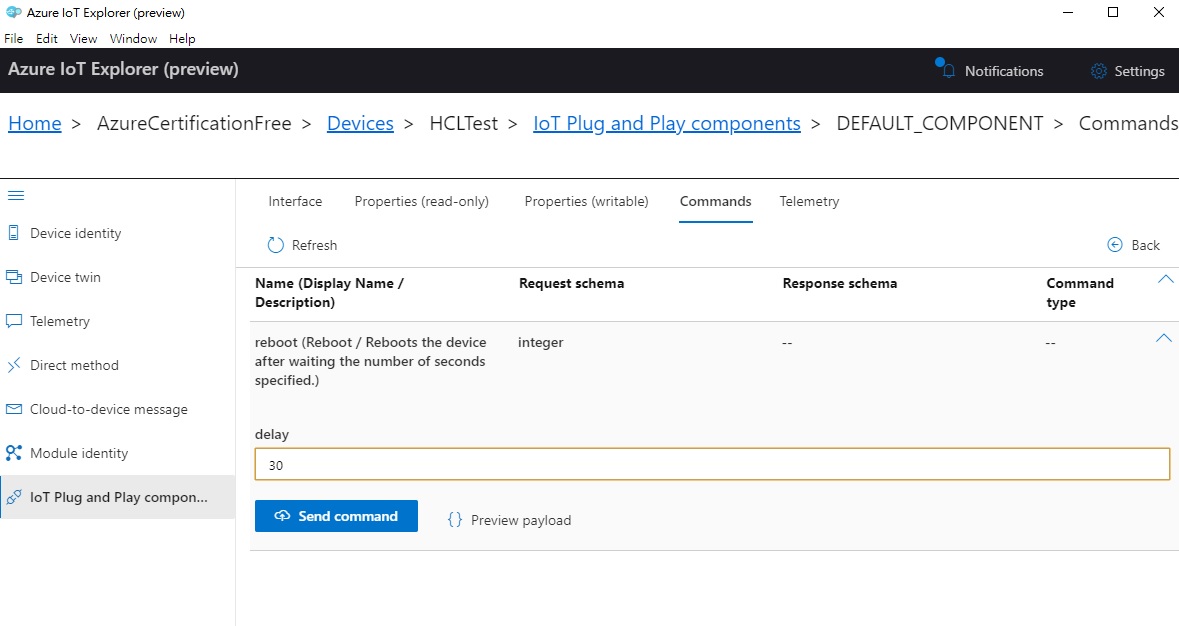 Azure IoT Explorer (preview)
File Edit View Window Help
Azure IoT Explorer (preview) Notifications Settings
Home > AzureCertificationFree > Devices > HCLTest > IoT Plug and Play components > DEFAULT_COMPONENT > Commands
Interface Properties (read-only) Properties (writable) Commands Telemetry
Device identity
Device twin
Telemetry
Direct method
Cloud-to-device message
Module identity
IoT Plug and Play compon...
Refresh Back
Name (Display Name / Description) Request schema Response schema Command type
reboot (Reboot / Reboots the device integer -- --
after waiting the number of seconds
specified.)
delay
30
Send command {} Preview payload